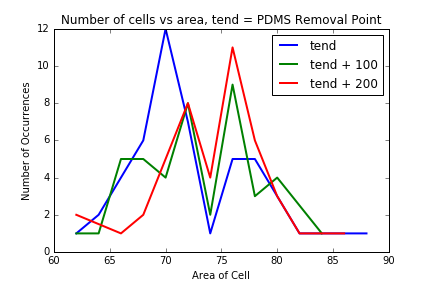 Number of cells vs area, tend = PDMS Removal Point
tend
tend + 100
tend + 200
Number of Occurrences
12
10
8
6
4
2
0
60
65
70
75
80
85
90
Area of Cell